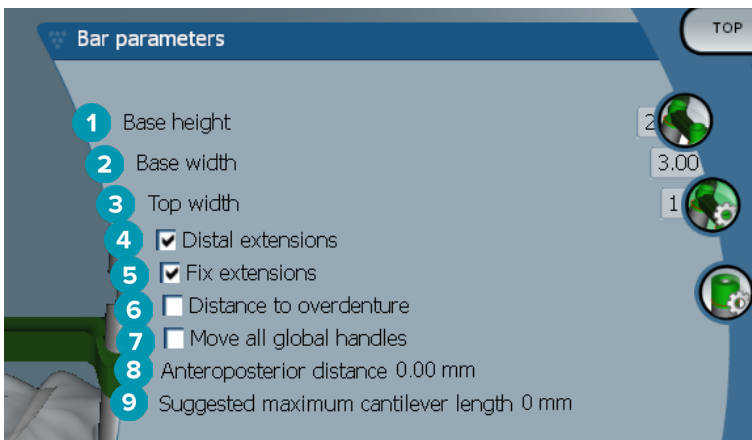 TOP
Bar parameters
1 Base height 2
2 Base width 3.00
3 Top width 1
4 Distal extensions
5 Fix extensions
6 Distance to overdenture
7 Move all global handles
8 Anteroposterior distance 0.00 mm
9 Suggested maximum cantilever length 0 mm